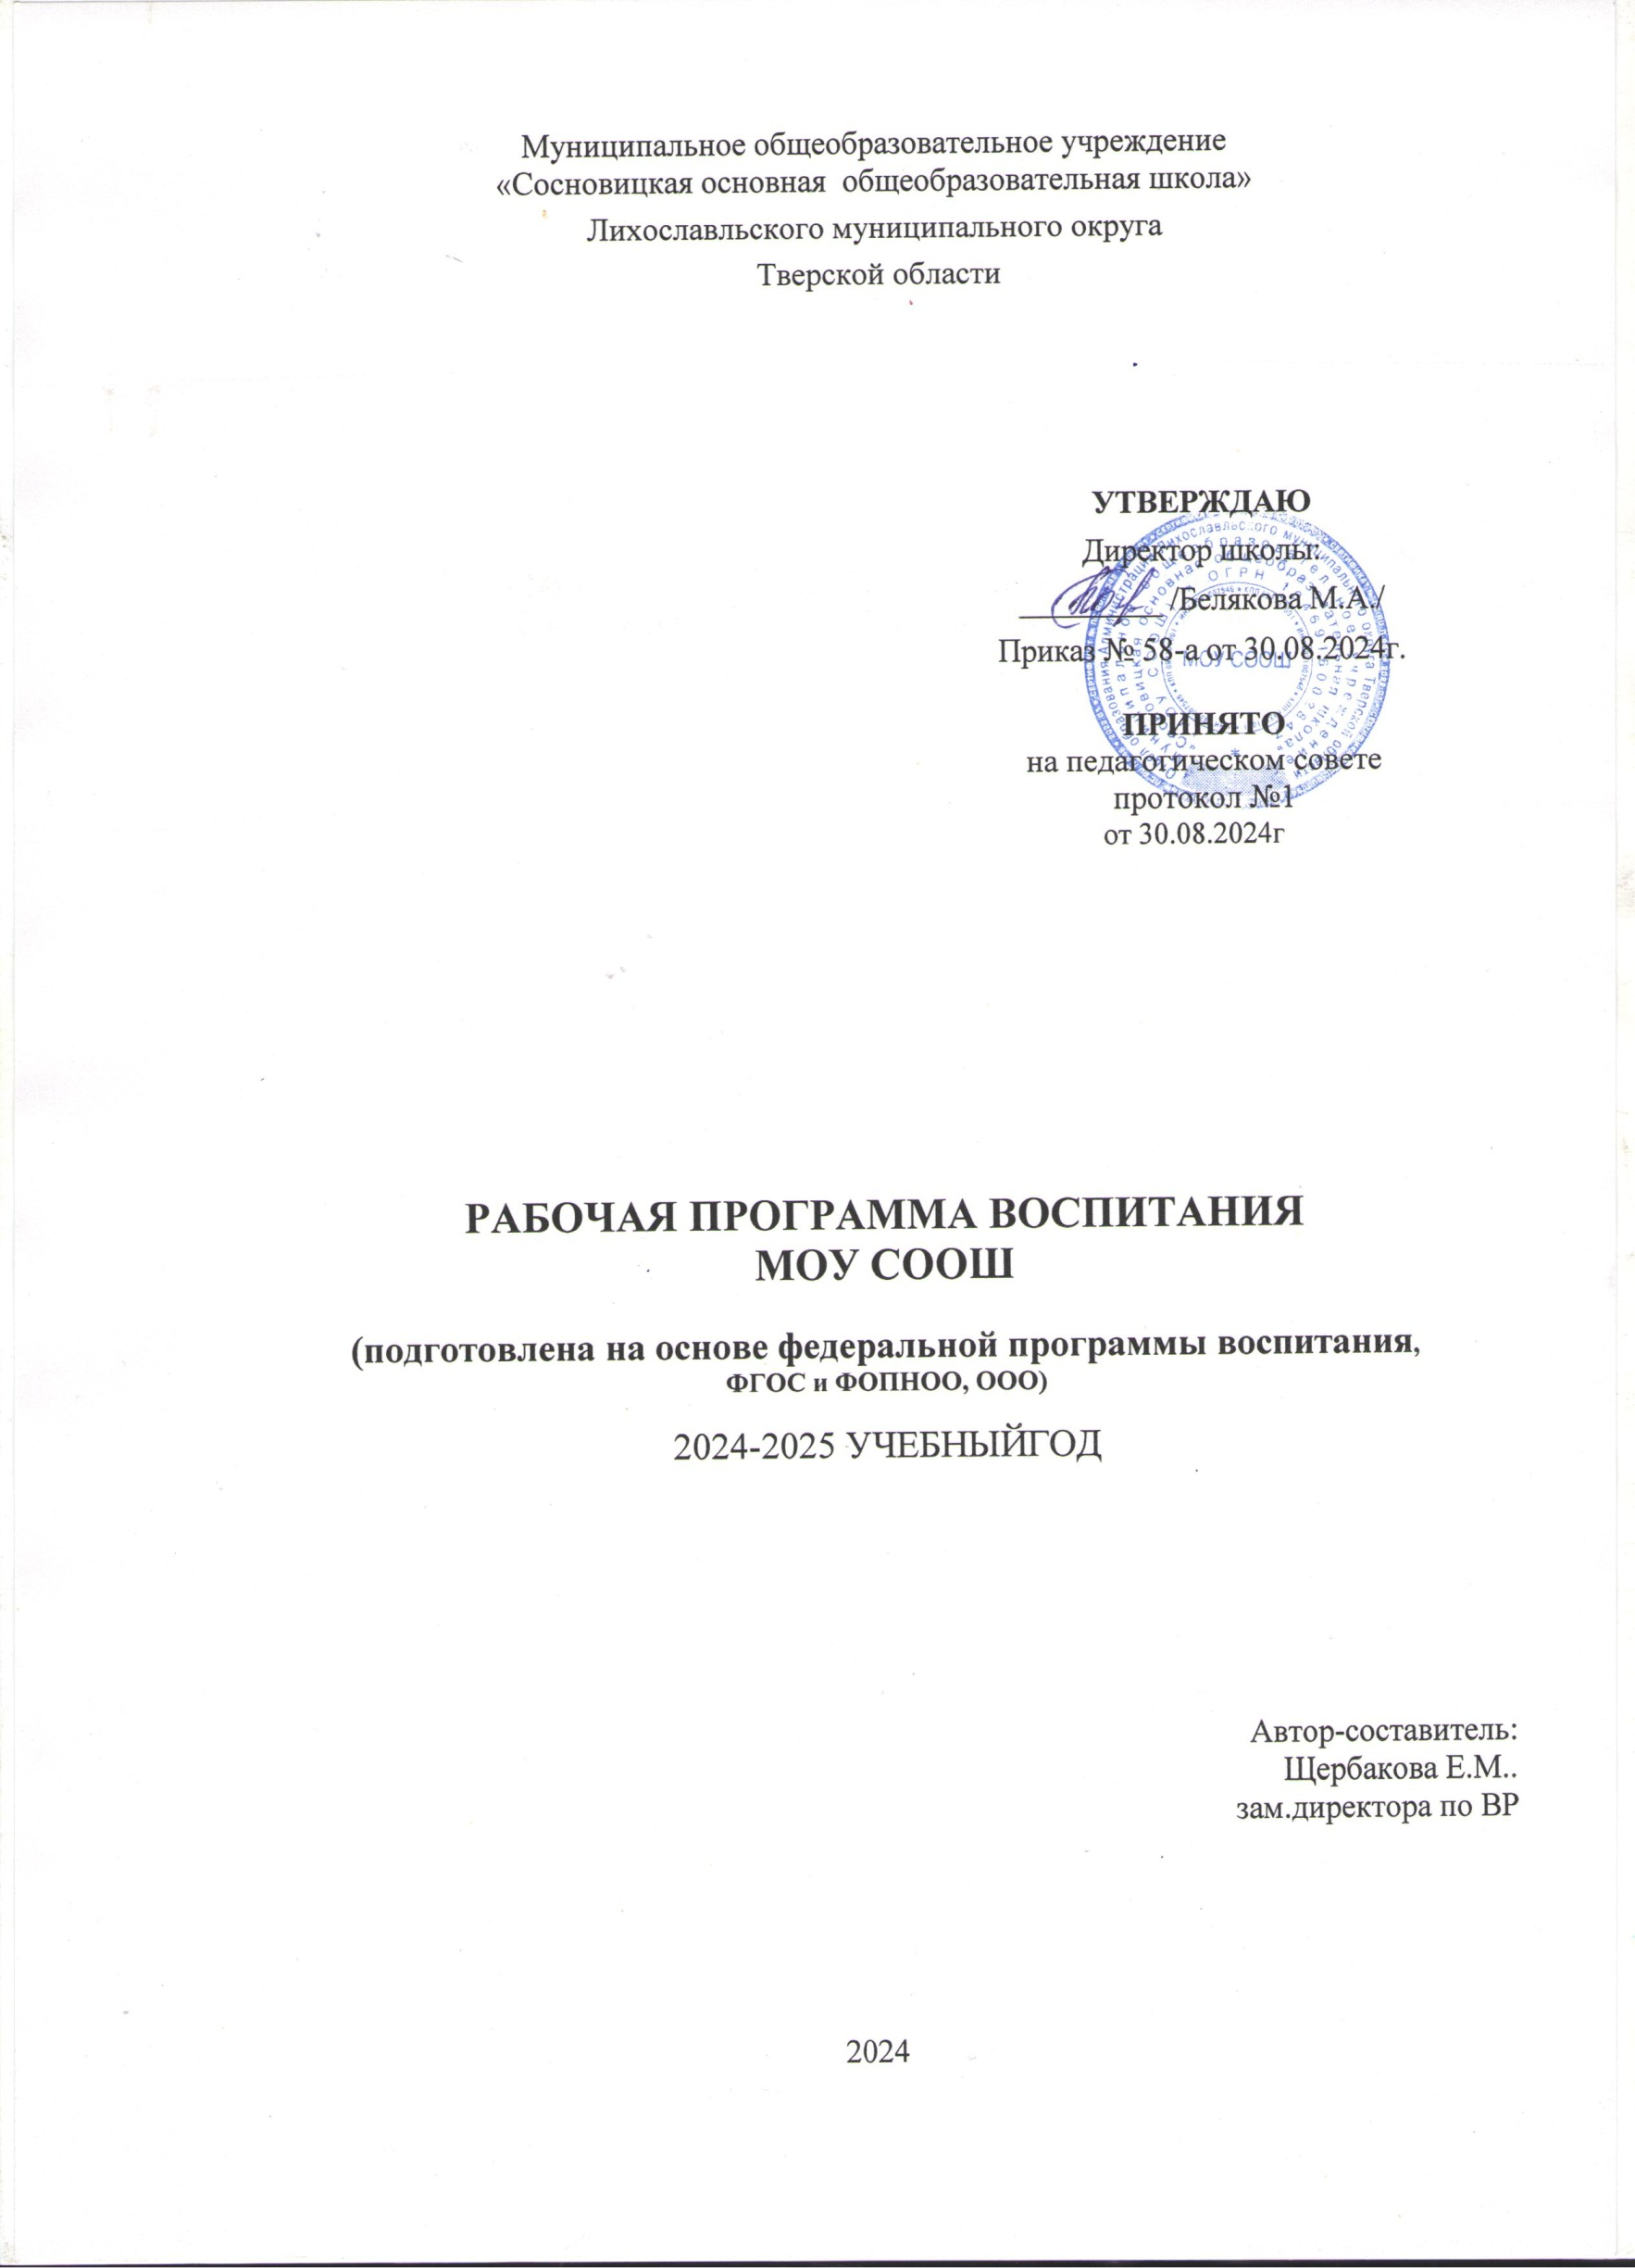 Муниципальное общеобразовательное учреждение
«Сосновицкая основная  общеобразовательная школа»
Лихославльского муниципального округа
Тверской области
УТВЕРЖДАЮ
Директор школы:
/Белякова М.А./
Приказ № 58-а от 30.08.2024г.
МОУ СООШ
ПРИНЯТО
на педагогическом совете
протокол №1
от 30.08.2024г
РАБОЧАЯ ПРОГРАММА ВОСПИТАНИЯ
МОУ СООШ
(подготовлена на основе федеральной программы воспитания,
ФГОС и ФОПНОО, ООО)
2024-2025 УЧЕБНЫЙГОД
Автор-составитель:
Щербакова Е.М..
зам.директора по ВР
2024